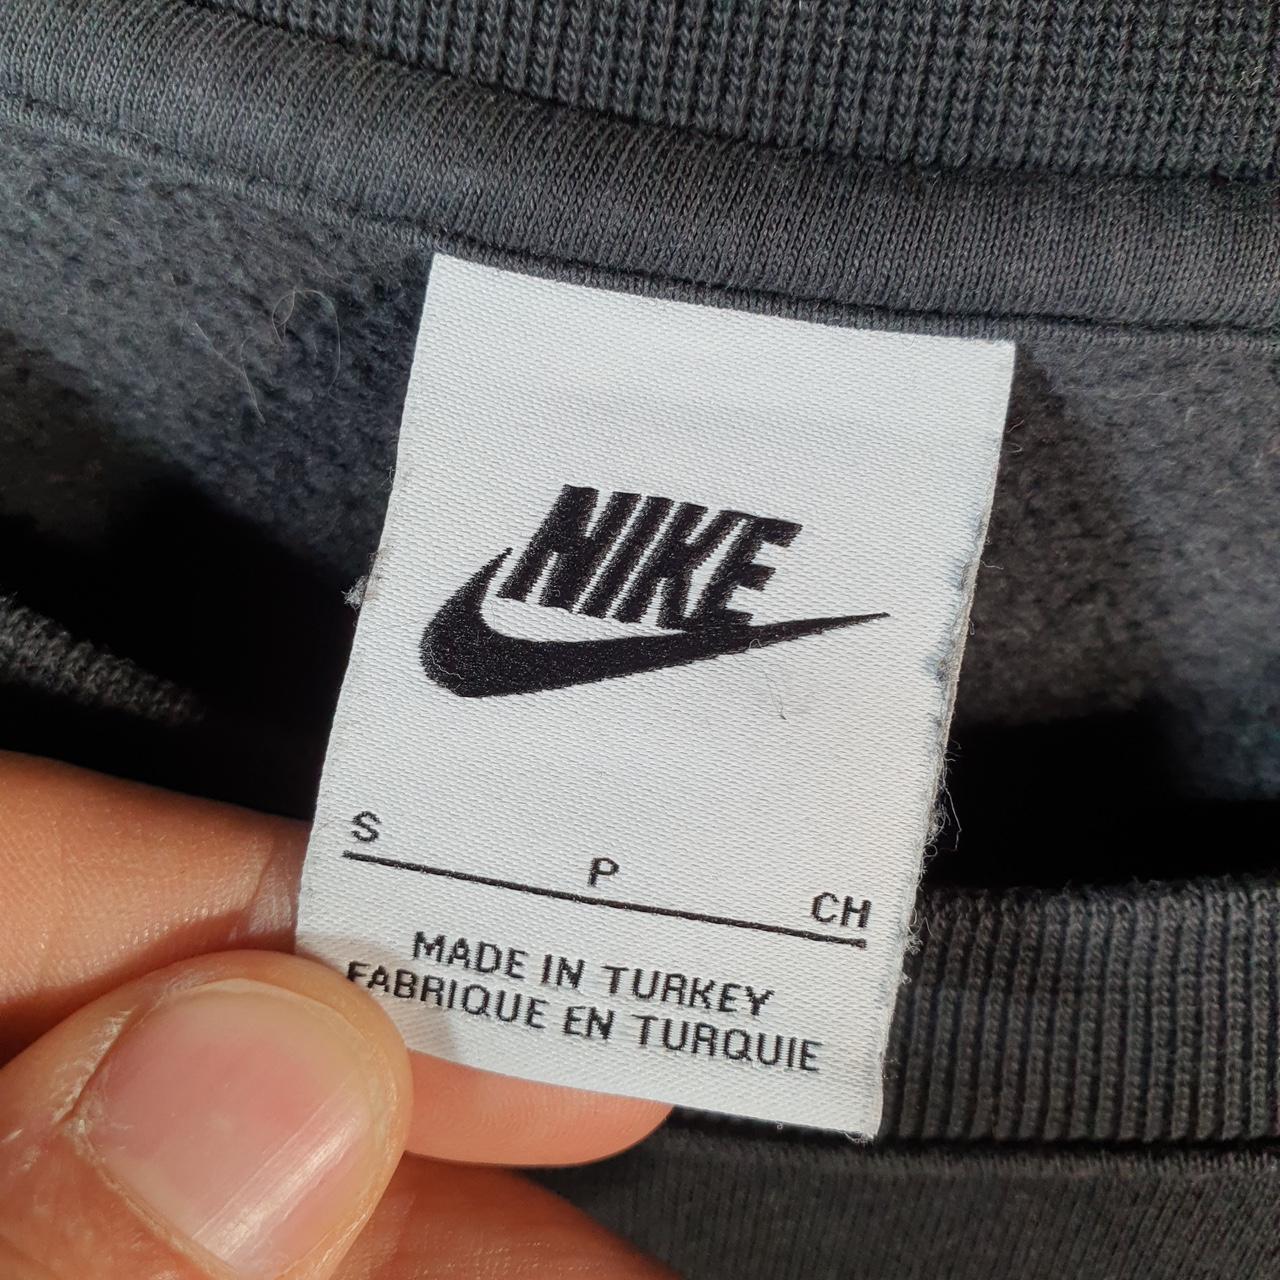 NIKE
S P CH
MADE IN TURKEY
FABRIQUE EN TURQUIE